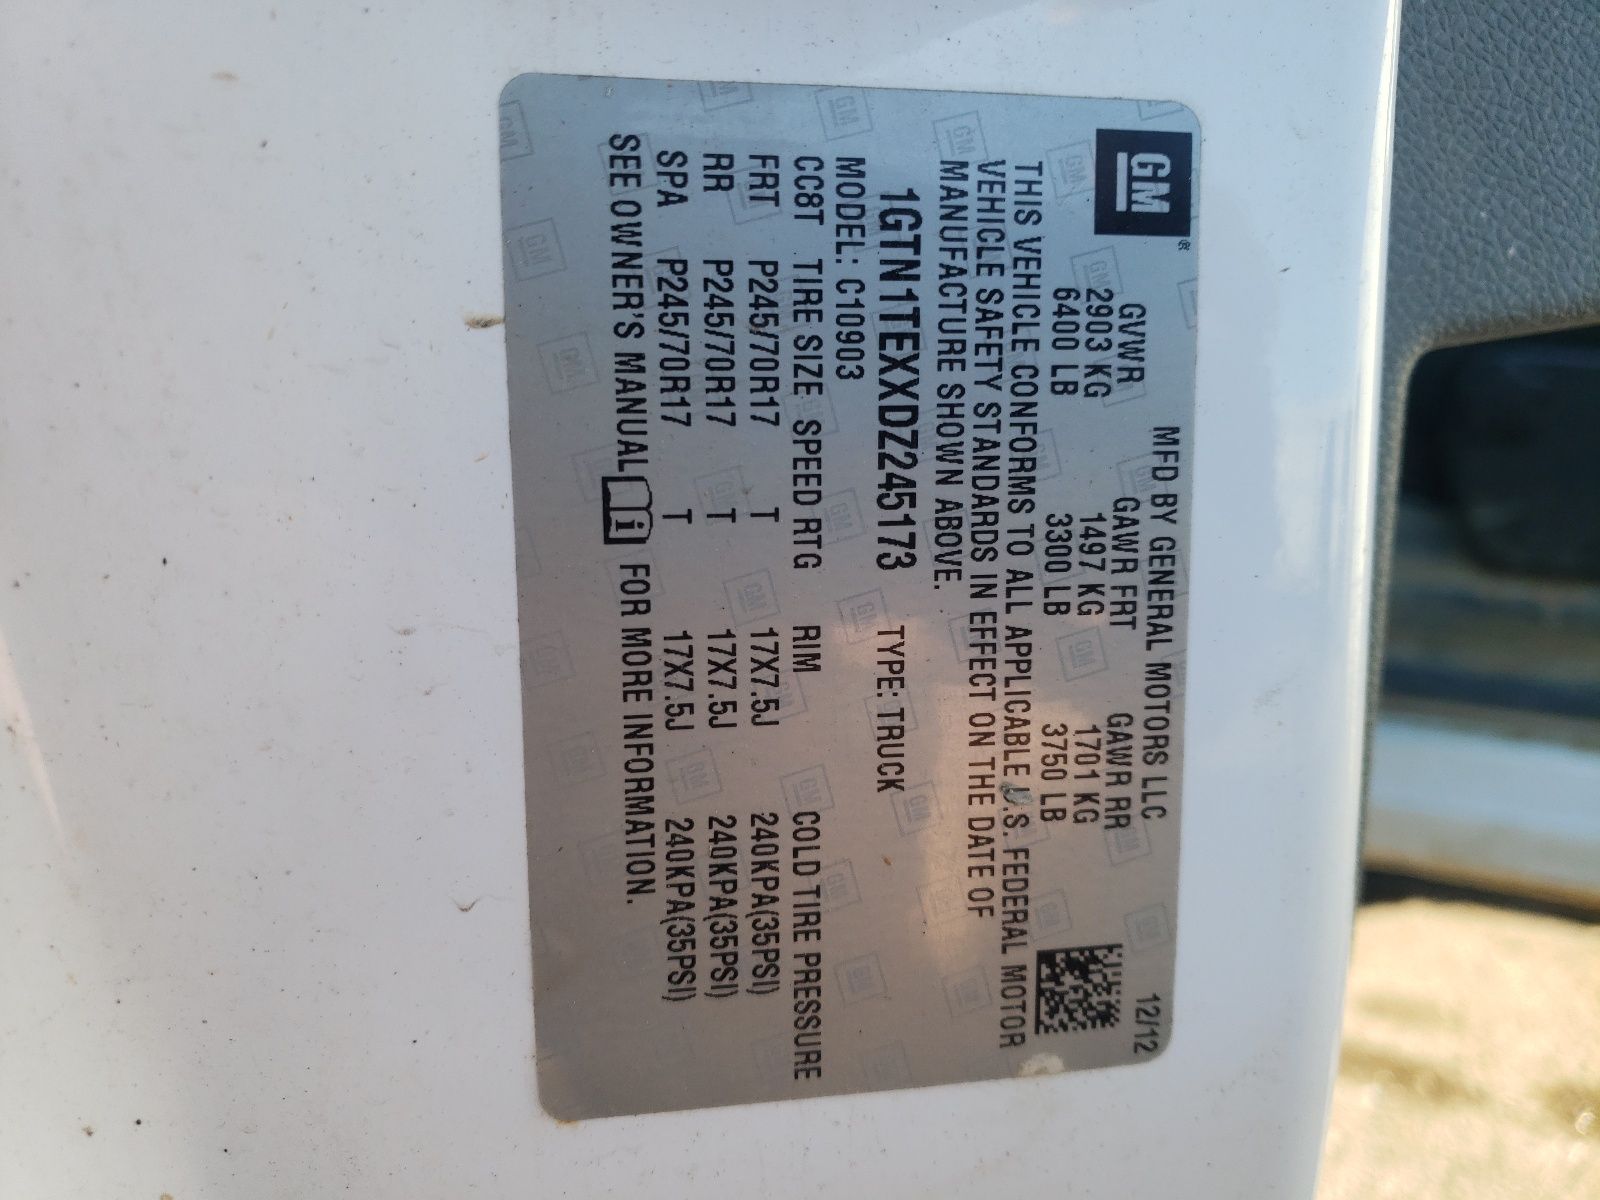 GM®
MFD BY GENERAL MOTORS LLC 12/12
GVWR GAWR FRT GAWR RR
2903 KG 1497 KG 1701 KG
6400 LB 3300 LB 3750 LB
THIS VEHICLE CONFORMS TO ALL APPLICABLE U.S. FEDERAL MOTOR
VEHICLE SAFETY STANDARDS IN EFFECT ON THE DATE OF
MANUFACTURE SHOWN ABOVE.
1GTN1TEXXDZ245173 TYPE: TRUCK
MODEL: C10903
CC8T TIRE SIZE SPEED RTG RIM COLD TIRE PRESSURE
FRT P245/70R17 T 17X7.5J 240KPA(35PSI)
RR P245/70R17 T 17X7.5J 240KPA(35PSI)
SPA P245/70R17 T 17X7.5J 240KPA(35PSI)
SEE OWNER'S MANUAL i FOR MORE INFORMATION.